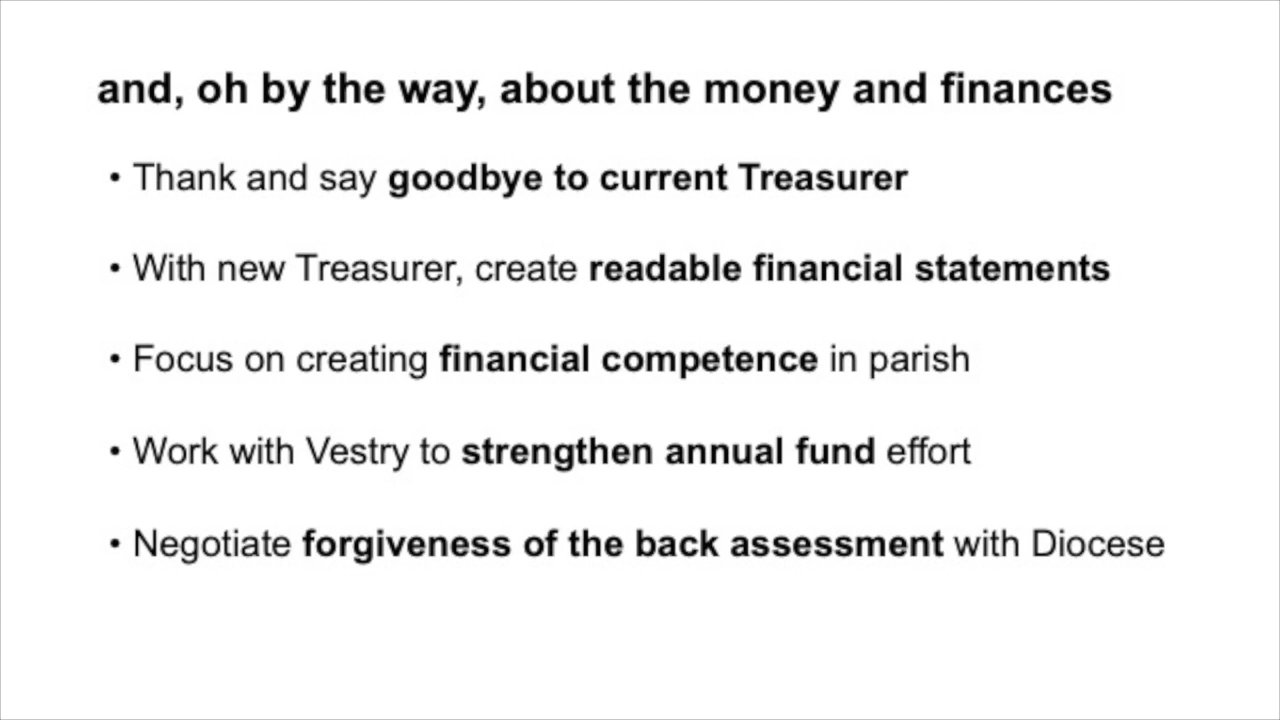 and, oh by the way, about the money and finances
• Thank and say goodbye to current Treasurer
• With new Treasurer, create readable financial statements
• Focus on creating financial competence in parish
• Work with Vestry to strengthen annual fund effort
• Negotiate forgiveness of the back assessment with Diocese